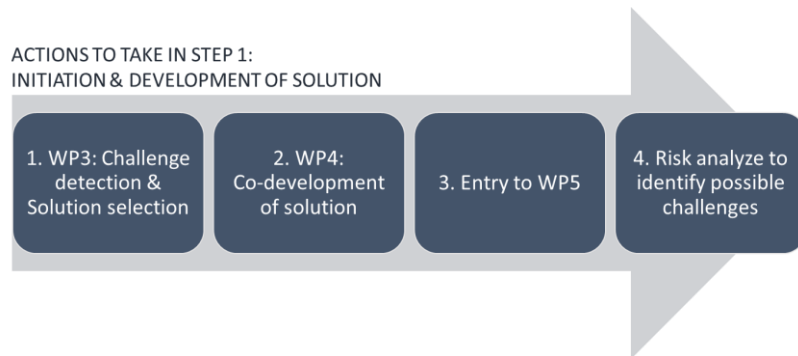 ACTIONS TO TAKE IN STEP 1:
INITIATION & DEVELOPMENT OF SOLUTION
1. WP3: Challenge
detection &
Solution selection
2. WP4:
Co-development
of solution
3. Entry to WP5
4. Risk analyze to
identify possible
challenges